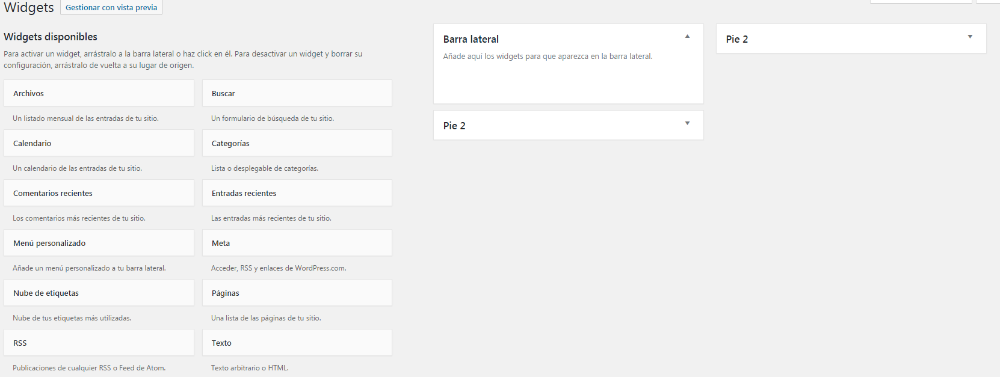 Widgets
Gestionar con vista previa
Widgets disponibles
Para activar un widget, arrástralo a la barra lateral o haz click en él. Para desactivar un widget y borrar su
configuración, arrástralo de vuelta a su lugar de origen.
Archivos
Un listado mensual de las entradas de tu sitio.
Buscar
Un formulario de búsqueda de tu sitio.
Calendario
Un calendario de las entradas de tu sitio.
Categorías
Lista o desplegable de categorías.
Comentarios recientes
Los comentarios más recientes de tu sitio.
Entradas recientes
Las entradas más recientes de tu sitio.
Menú personalizado
Añade un menú personalizado a tu barra lateral.
Meta
Acceder, RSS y enlaces de WordPress.com.
Nube de etiquetas
Nube de tus etiquetas más utilizadas.
Páginas
Una lista de las páginas de tu sitio.
RSS
Publicaciones de cualquier RSS o Feed de Atom.
Texto
Texto arbitrario o HTML.
Barra lateral
Añade aquí los widgets para que aparezca en la barra lateral.
Pie 2
Pie 2